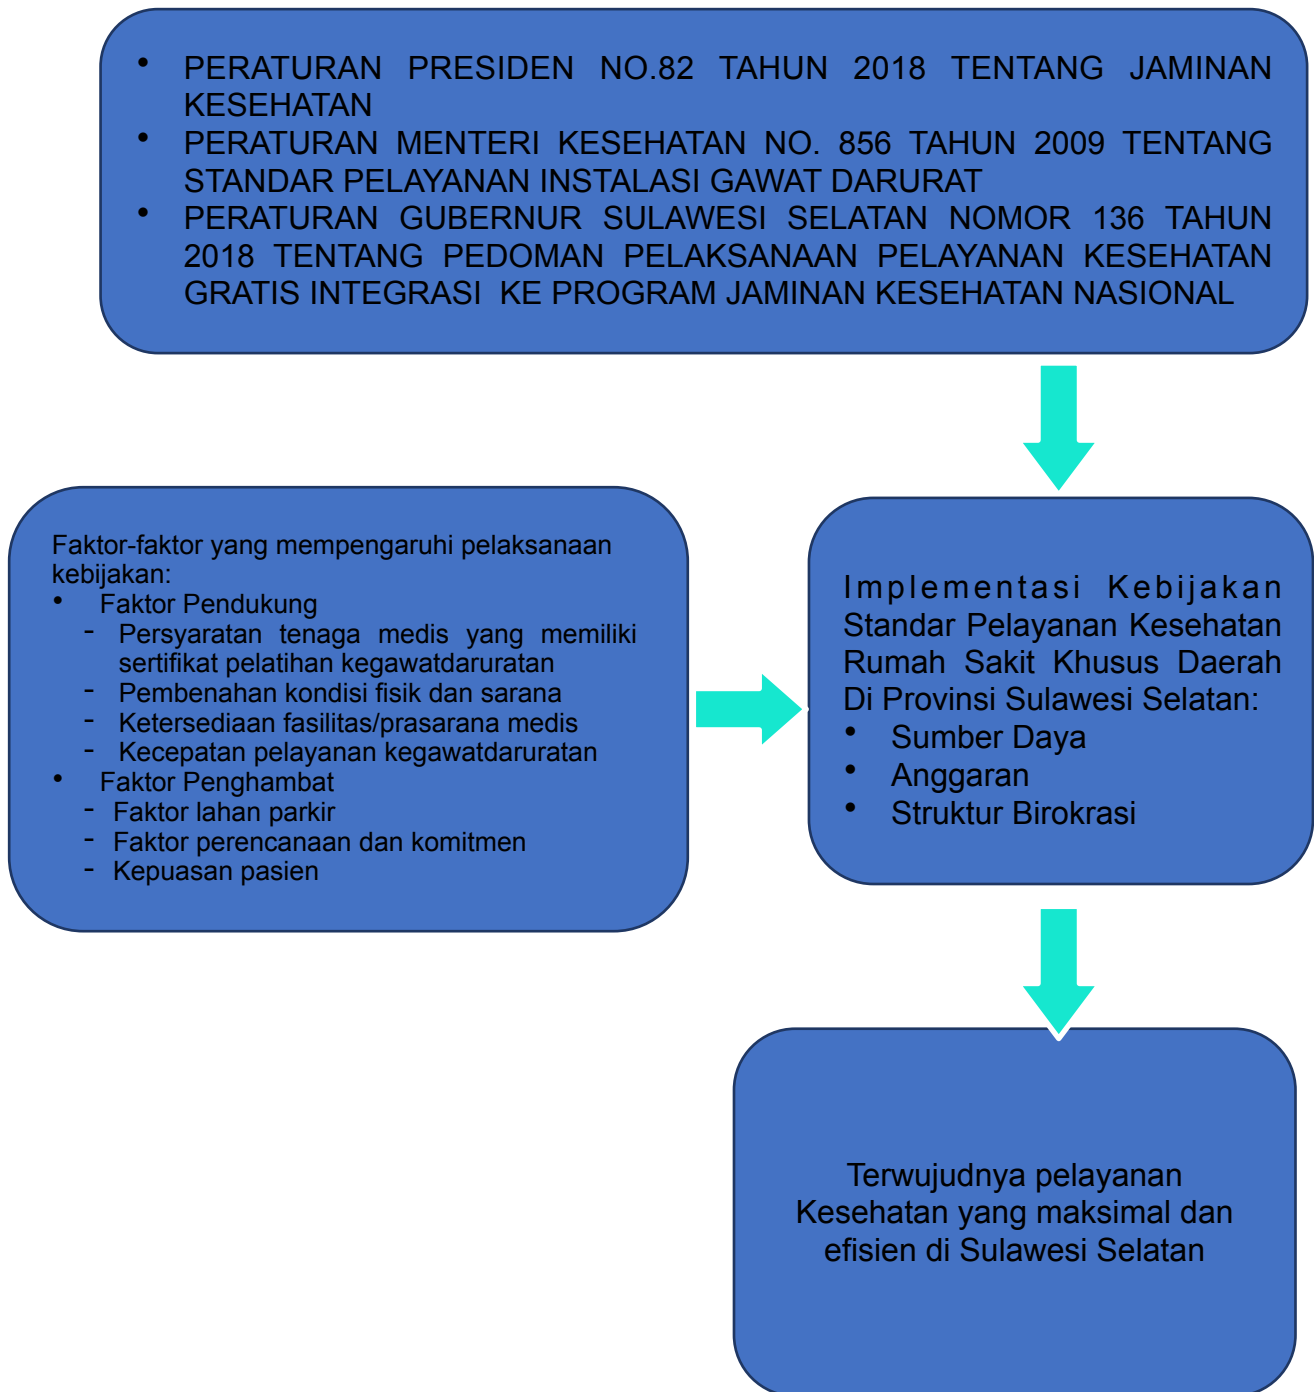 • PERATURAN PRESIDEN NO.82 TAHUN 2018 TENTANG JAMINAN
KESEHATAN
• PERATURAN MENTERI KESEHATAN NO. 856 TAHUN 2009 TENTANG
STANDAR PELAYANAN INSTALASI GAWAT DARURAT
• PERATURAN GUBERNUR SULAWESI SELATAN NOMOR 136 TAHUN
2018 TENTANG PEDOMAN PELAKSANAAN PELAYANAN KESEHATAN
GRATIS INTEGRASI KE PROGRAM JAMINAN KESEHATAN NASIONAL
Faktor-faktor yang mempengaruhi pelaksanaan
kebijakan:
• Faktor Pendukung
- Persyaratan tenaga medis yang memiliki
sertifikat pelatihan kegawatdaruratan
- Pembenahan kondisi fisik dan sarana
- Ketersediaan fasilitas/prasarana medis
- Kecepatan pelayanan kegawatdaruratan
• Faktor Penghambat
- Faktor lahan parkir
- Faktor perencanaan dan komitmen
- Kepuasan pasien
Implementasi Kebijakan
Standar Pelayanan Kesehatan
Rumah Sakit Khusus Daerah
Di Provinsi Sulawesi Selatan:
• Sumber Daya
• Anggaran
• Struktur Birokrasi
Terwujudnya pelayanan
Kesehatan yang maksimal dan
efisien di Sulawesi Selatan